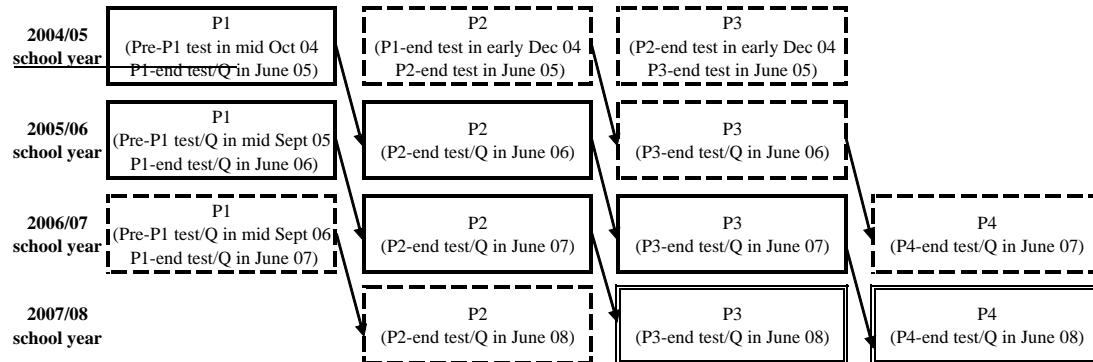 2004/05
school year
P1
(Pre-P1 test in mid Oct 04
P1-end test/Q in June 05)
P2
(P1-end test in early Dec 04
P2-end test in June 05)
P3
(P2-end test in early Dec 04
P3-end test in June 05)
2005/06
school year
P1
(Pre-P1 test/Q in mid Sept 05
P1-end test/Q in June 06)
P2
(P2-end test/Q in June 06)
P3
(P3-end test/Q in June 06)
2006/07
school year
P1
(Pre-P1 test/Q in mid Sept 06
P1-end test/Q in June 07)
P2
(P2-end test/Q in June 07)
P3
(P3-end test/Q in June 07)
P4
(P4-end test/Q in June 07)
2007/08
school year
P2
(P2-end test/Q in June 08)
P3
(P3-end test/Q in June 08)
P4
(P4-end test/Q in June 08)